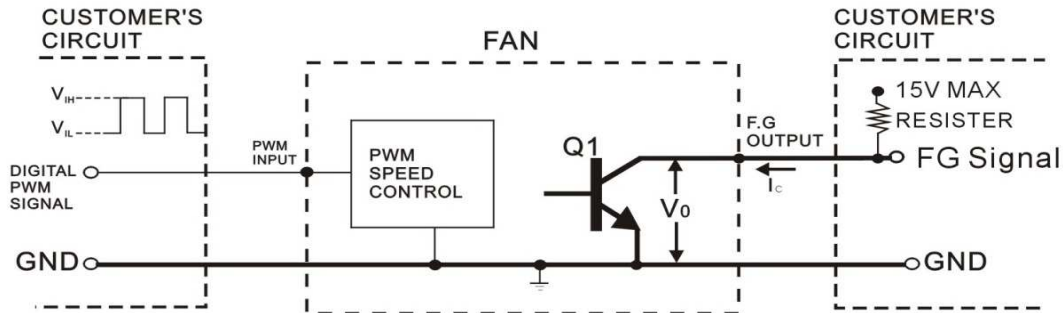 CUSTOMER'S
CIRCUIT
FAN
CUSTOMER'S
CIRCUIT
VIH
VIL
DIGITAL
PWM
SIGNAL
PWM
INPUT
PWM
SPEED
CONTROL
Q1
V0
F.G
OUTPUT
IC
15V MAX
RESISTER
FG Signal
GND
GND